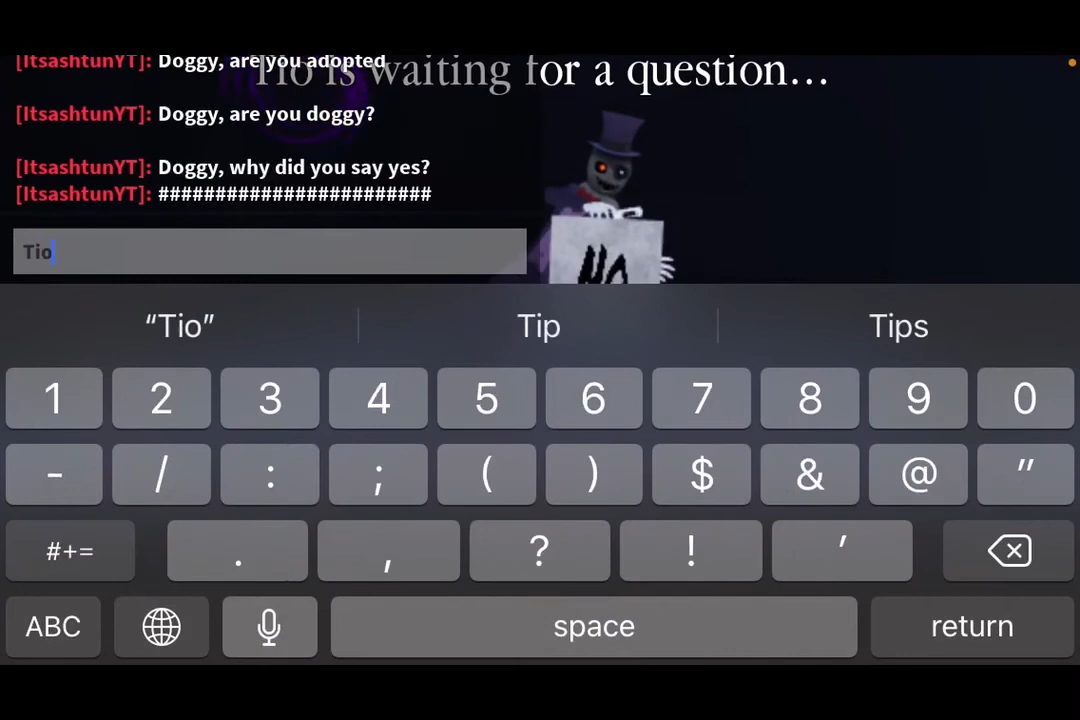 [ItsashtunYT]: Doggy, are you adopted
Tio is waiting for a question...
[ItsashtunYT]: Doggy, are you doggy?
[ItsashtunYT]: Doggy, why did you say yes?
[ItsashtunYT]: ########################
Tio
NO
“Tio” Tip Tips
1 2 3 4 5 6 7 8 9 0
- / : ; ( ) $ & @ "
#+= . , ? ! '
ABC space return